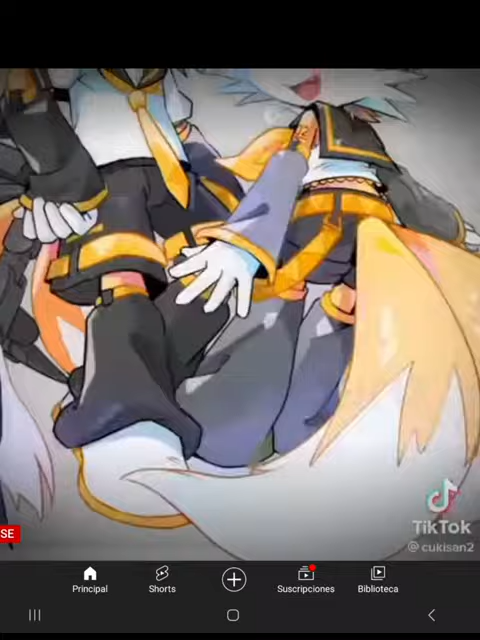 SE
TikTok
@cukisan2
Principal
Shorts
Suscripciones
Biblioteca